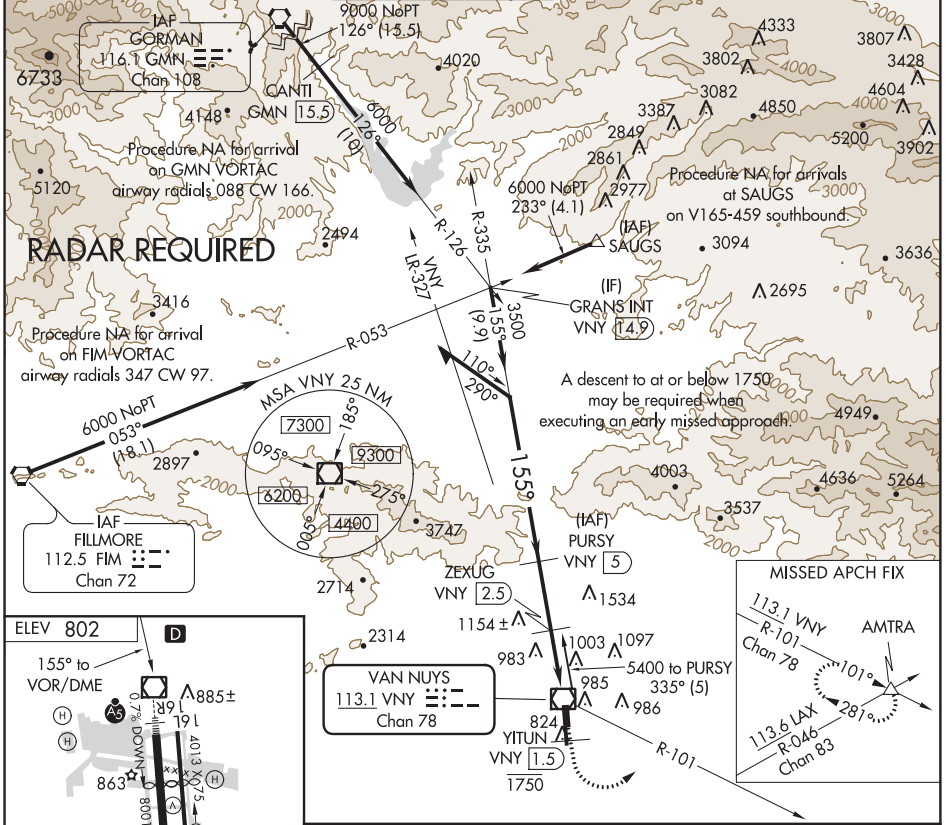 IAF
GORMAN
116.1 GMN
Chan 108
6733
9000 NoPT
126° (15.5)
4020
4333
3802
3807
3428
4604
3902
4000
3000
5000
CANTI
GMN 15.5
4148
6000
126°
(10)
3387
3082
4850
4000
5200
2849
2861
2977
3000
Procedure NA for arrival
on GMN VORTAC
airway radials 088 CW 166.
5120
2000
6000 NoPT
233° (4.1)
Procedure NA for arrivals
at SAUGS
on V165-459 southbound.
3000
RADAR REQUIRED
2494
R-126
R-335
(IAF)
SAUGS
3094
3636
VNY
LR-327
3416
(IF)
GRANS INT
VNY 14.9
2695
3500
155°
(9.9)
Procedure NA for arrival
on FIM VORTAC
airway radials 347 CW 97.
R-053
110°
290°
A descent to at or below 1750
may be required when
executing an early missed approach.
4000
4949
6000 NoPT
053°
(18.1)
MSA VNY 25 NM
7300
185°
095°
9300
6200
275°
4400
005°
2897
2000
3747
155°
4003
4636
5264
3537
IAF
FILLMORE
112.5 FIM
Chan 72
2714
(IAF)
PURSY
VNY 5
ZEXUG
VNY 2.5
1534
1154 ±
983
1003
1097
2314
5400 to PURSY
335° (5)
985
986
VAN NUYS
113.1 VNY
Chan 78
824
YITUN
VNY 1.5
1750
R-101
MISSED APCH FIX
113.1 VNY
R-101
Chan 78
101°
AMTRA
281°
113.6 LAX
R-046
Chan 83
ELEV 802
D
155° to
VOR/DME
885±
A5
16R
16L
0.7% DOWN
4013 X 75
H
H
H
863
A
8001